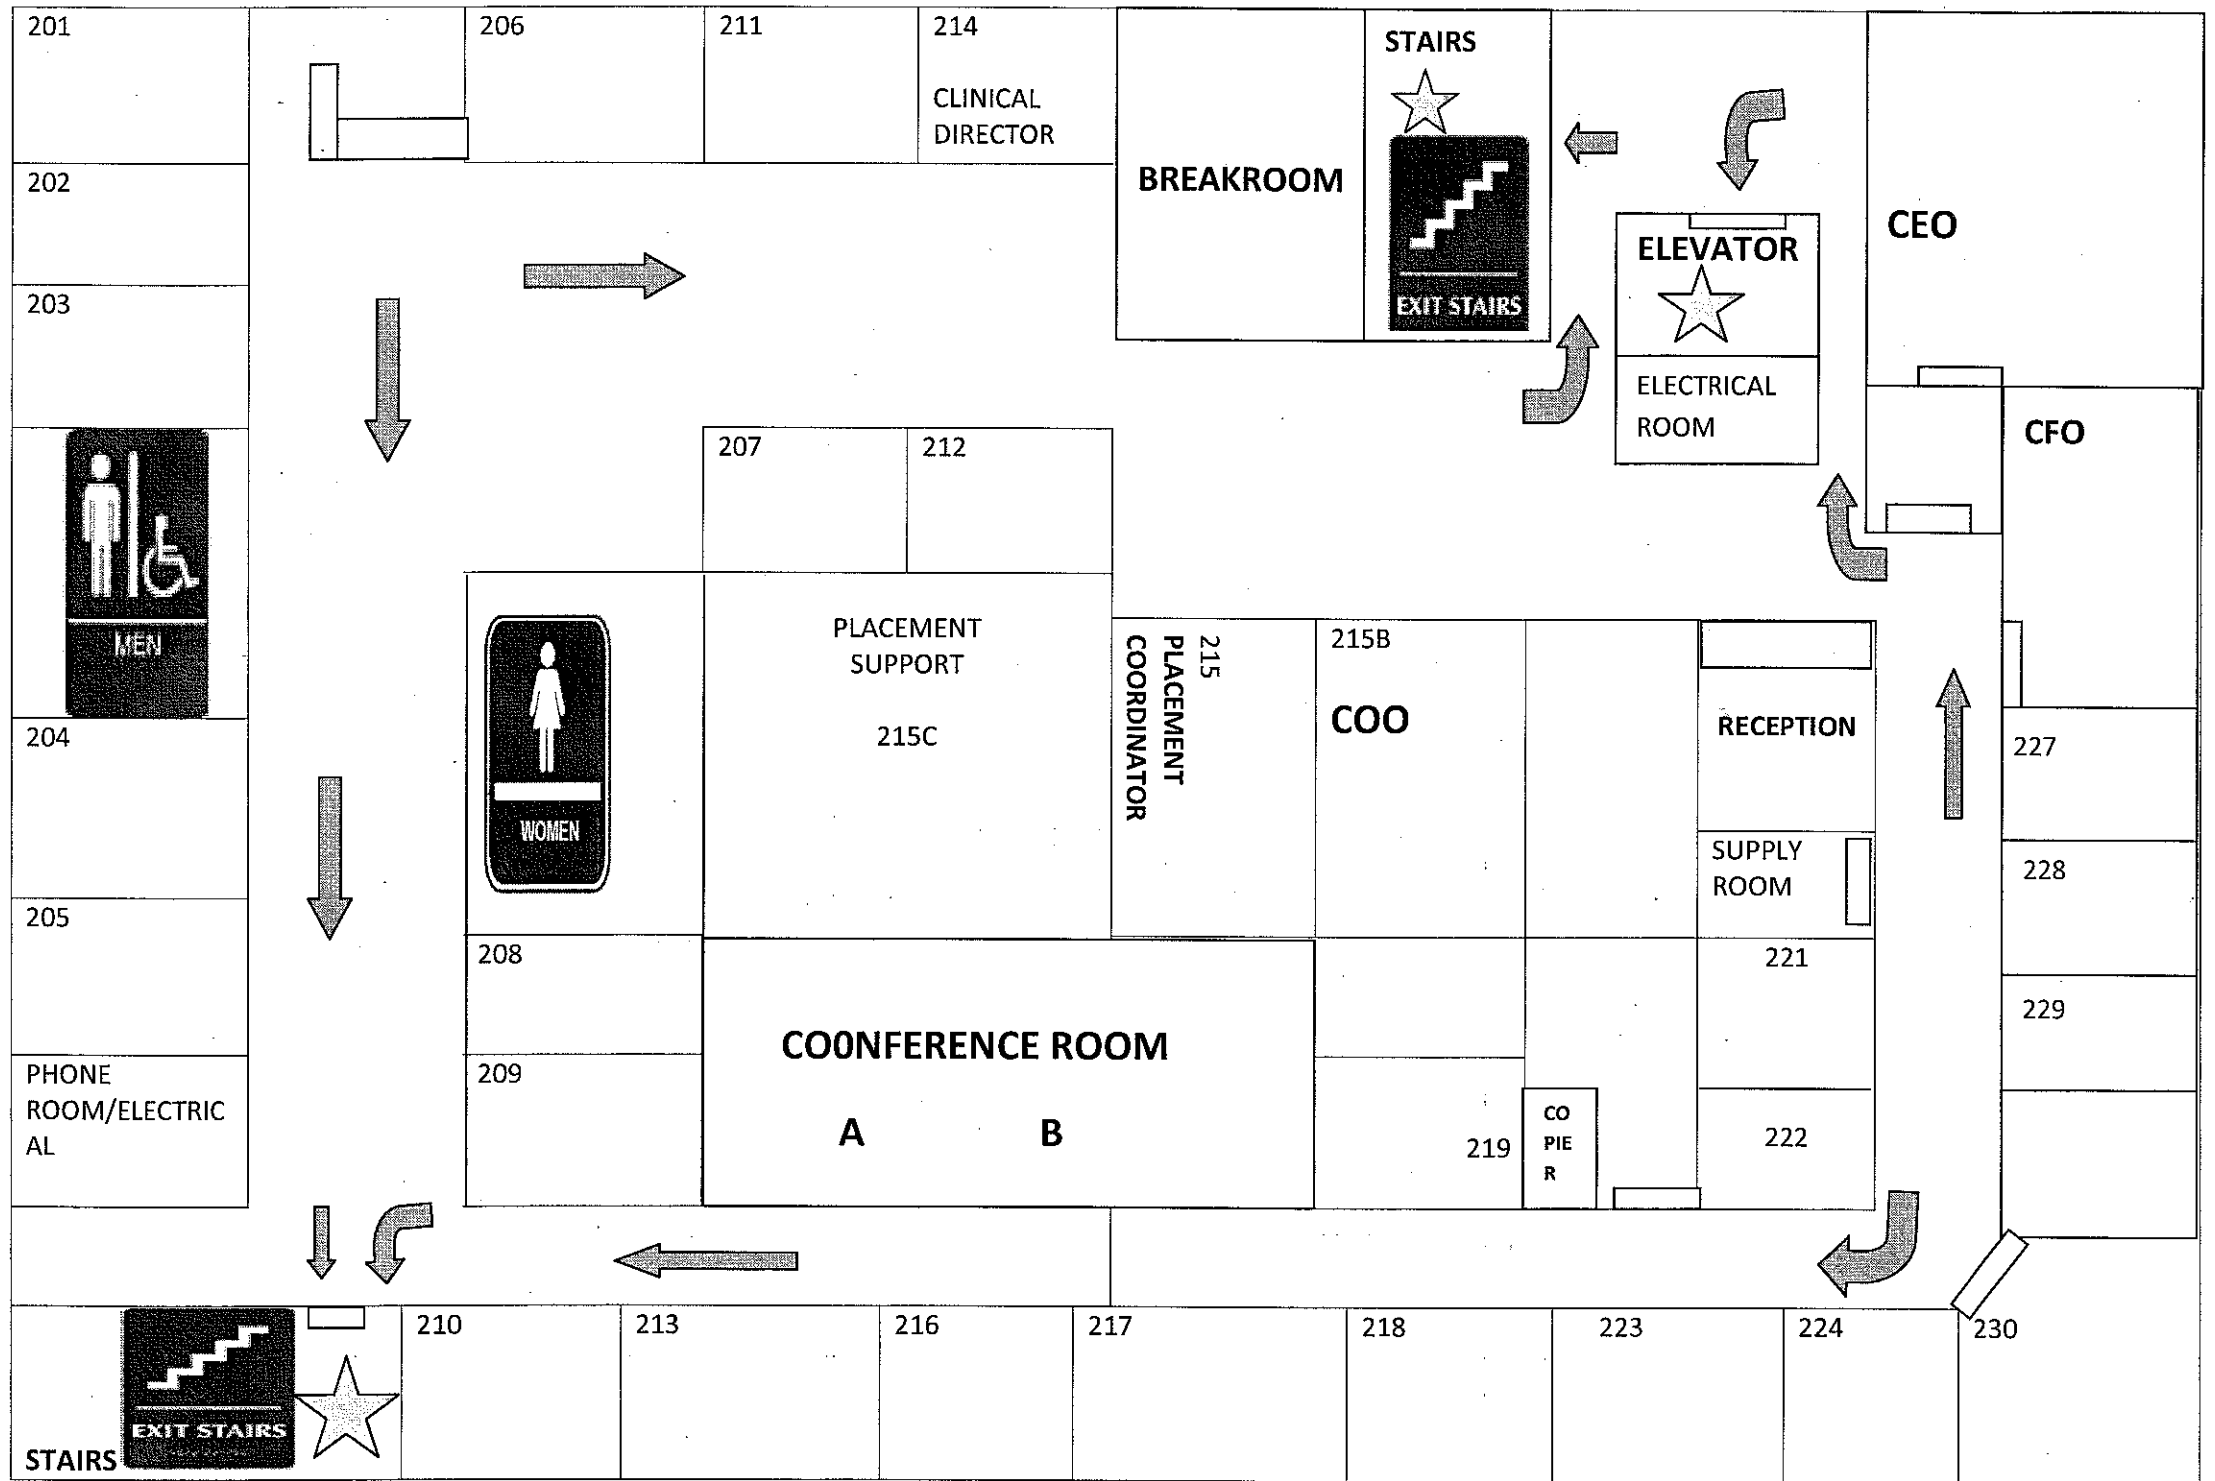 201
206
211
214
CLINICAL
DIRECTOR
BREAKROOM
STAIRS
EXIT STAIRS
ELEVATOR
ELECTRICAL
ROOM
CEO
CFO
202
203
MEN
204
205
PHONE
ROOM/ELECTRIC
AL
207
212
WOMEN
PLACEMENT
SUPPORT
215C
215
PLACEMENT
COORDINATOR
215B
COO
RECEPTION
SUPPLY
ROOM
221
222
227
228
229
208
209
CO0NFERENCE ROOM
A B
219
CO
PIE
R
STAIRS
EXIT STAIRS
210
213
216
217
218
223
224
230